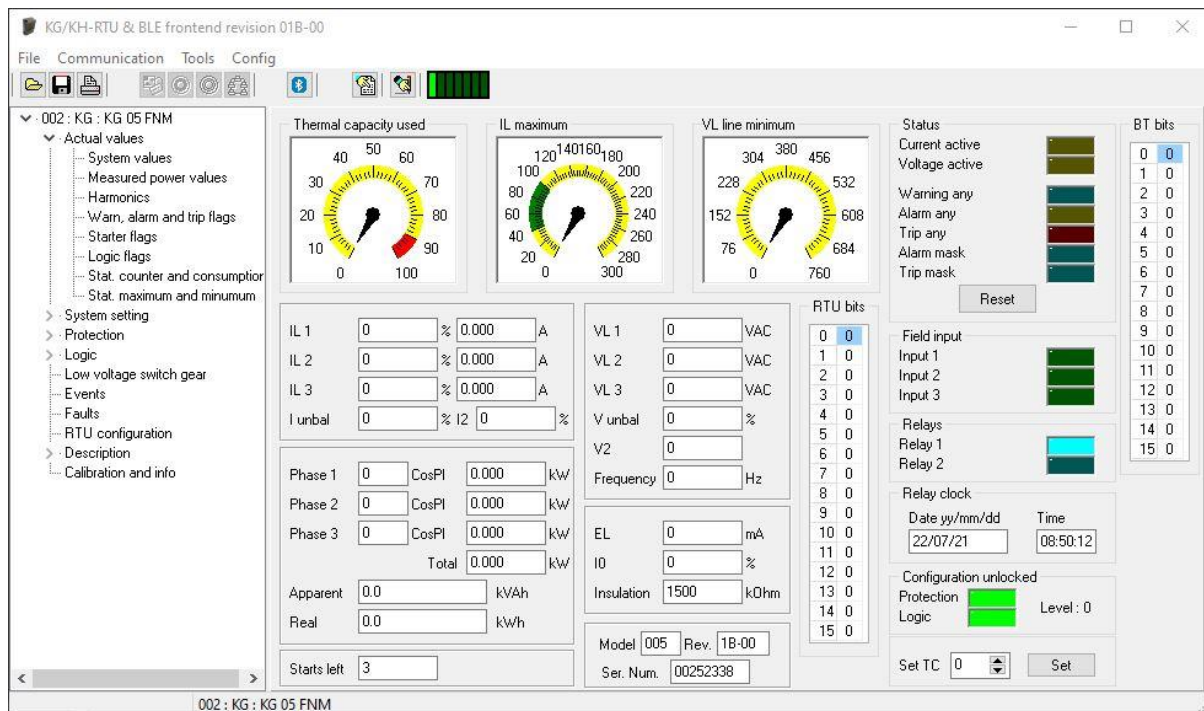 KG/KH-RTU & BLE frontend revision 01B-00
File Communication Tools Config
002 : KG : KG 05 FNM
Actual values
System values
Measured power values
Harmonics
Warn, alarm and trip flags
Starter flags
Logic flags
Stat. counter and consumption
Stat. maximum and minumum
System setting
Protection
Logic
Low voltage switch gear
Events
Faults
RTU configuration
Description
Calibration and info
Thermal capacity used
0 10 20 30 40 50 60 70 80 90 100
IL maximum
0 20 40 60 80 100 120 140 160 180 200 220 240 260 280 300
VL line minimum
0 76 152 228 304 380 456 532 608 684 760
IL 1 0 % 0.000 A
IL 2 0 % 0.000 A
IL 3 0 % 0.000 A
I unbal 0 % I2 0 %
Phase 1 0 CosPI 0.000 kW
Phase 2 0 CosPI 0.000 kW
Phase 3 0 CosPI 0.000 kW
Total 0.000 kW
Apparent 0.0 kVAh
Real 0.0 kWh
Starts left 3
VL 1 0 VAC
VL 2 0 VAC
VL 3 0 VAC
V unbal 0 %
V2 0
Frequency 0 Hz
EL 0 mA
I0 0 %
Insulation 1500 kOhm
Model 005 Rev. 1B-00
Ser. Num. 00252338
RTU bits
0 0
1 0
2 0
3 0
4 0
5 0
6 0
7 0
8 0
9 0
10 0
11 0
12 0
13 0
14 0
15 0
Status
Current active
Voltage active
Warning any
Alarm any
Trip any
Alarm mask
Trip mask
Reset
Field input
Input 1
Input 2
Input 3
Relays
Relay 1
Relay 2
Relay clock
Date yy/mm/dd Time
22/07/21 08:50:12
Configuration unlocked
Protection
Logic
Level : 0
Set TC 0 Set
BT bits
0 0
1 0
2 0
3 0
4 0
5 0
6 0
7 0
8 0
9 0
10 0
11 0
12 0
13 0
14 0
15 0
002 : KG : KG 05 FNM